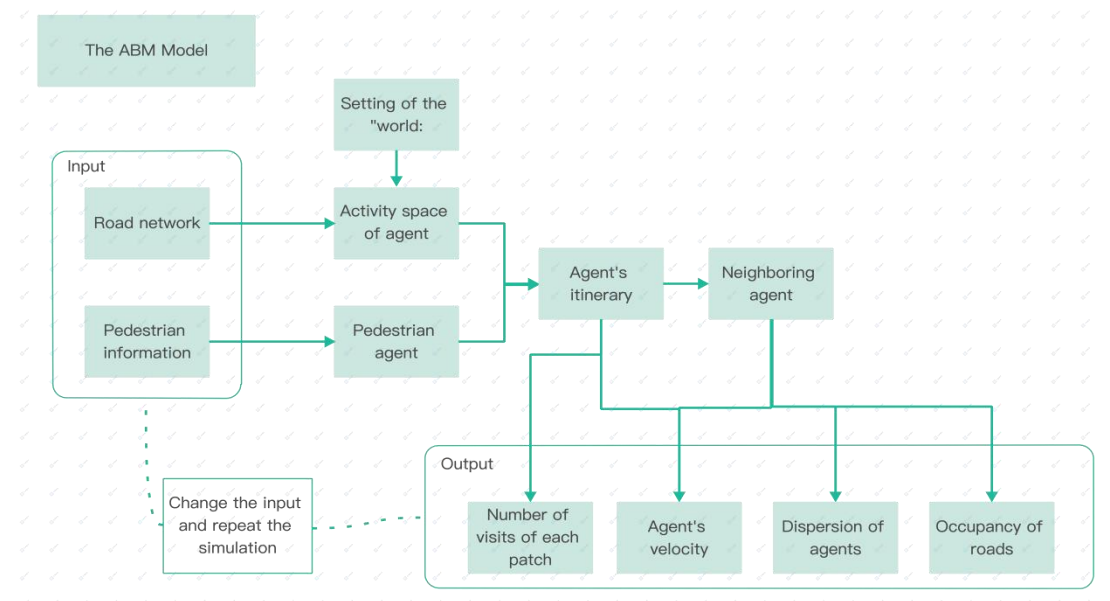 The ABM Model
Setting of the
"world:
Input
Road network
Activity space
of agent
Agent's
itinerary
Neighboring
agent
Pedestrian
information
Pedestrian
agent
Output
Change the input
and repeat the
simulation
Number of
visits of each
patch
Agent's
velocity
Dispersion of
agents
Occupancy of
roads